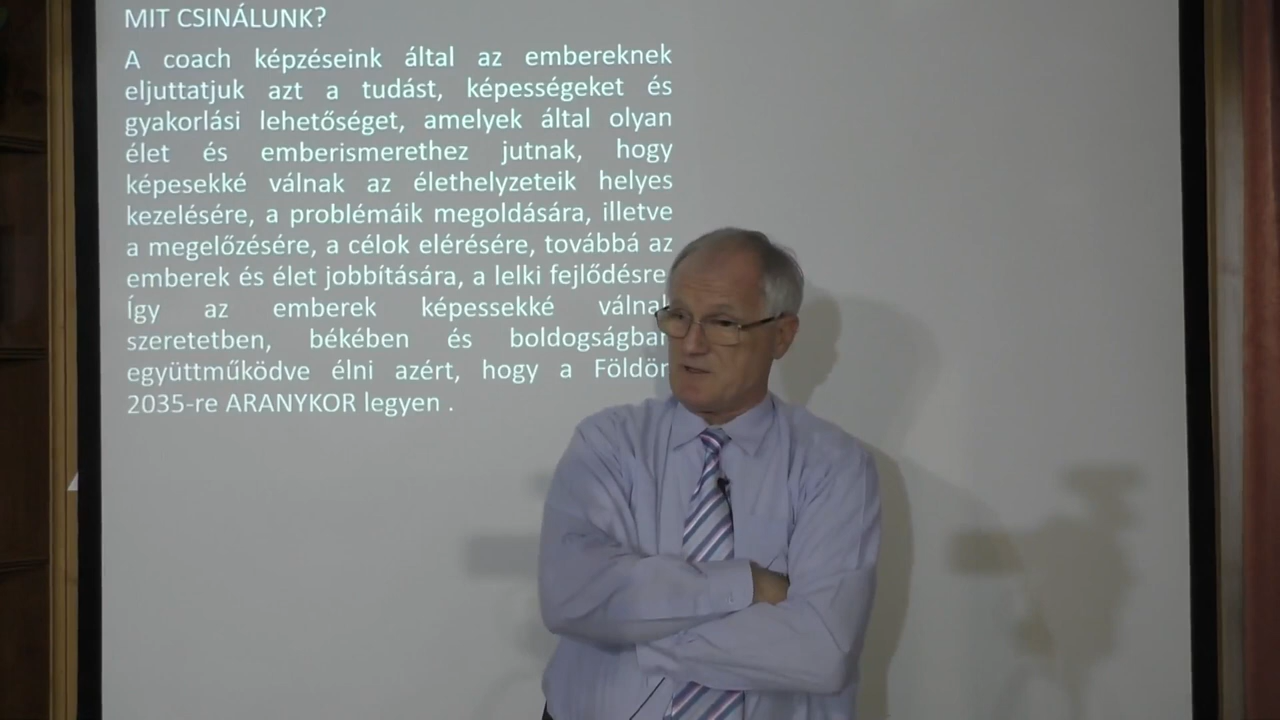 MIT CSINÁLUNK?
A coach képzéseink által az embereknek
eljuttatjuk azt a tudást, képességeket és
gyakorlási lehetőséget, amelyek által olyan
élet és emberismerethez jutnak, hogy
képesekké válnak az élethelyzeteik helyes
kezelésére, a problémáik megoldására, illetve
a megelőzésére, a célok elérésére, továbbá az
emberek és élet jobbítására, a lelki fejlődésre
Így az emberek képessekké válnak
szeretetben, békében és boldogságban
együttműködve élni azért, hogy a Földön
2035-re ARANYKOR legyen .